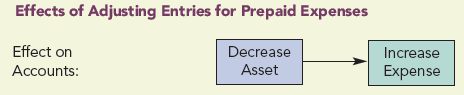 Effects of Adjusting Entries for Prepaid Expenses
Effect on
Accounts:
Decrease
Asset
Increase
Expense